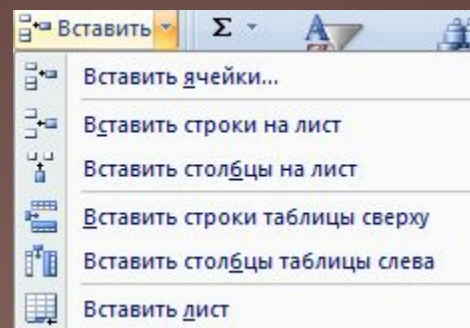 Вставить Σ А
Вставить ячейки...
Вставить строки на лист
Вставить столбцы на лист
Вставить строки таблицы сверху
Вставить столбцы таблицы слева
Вставить лист